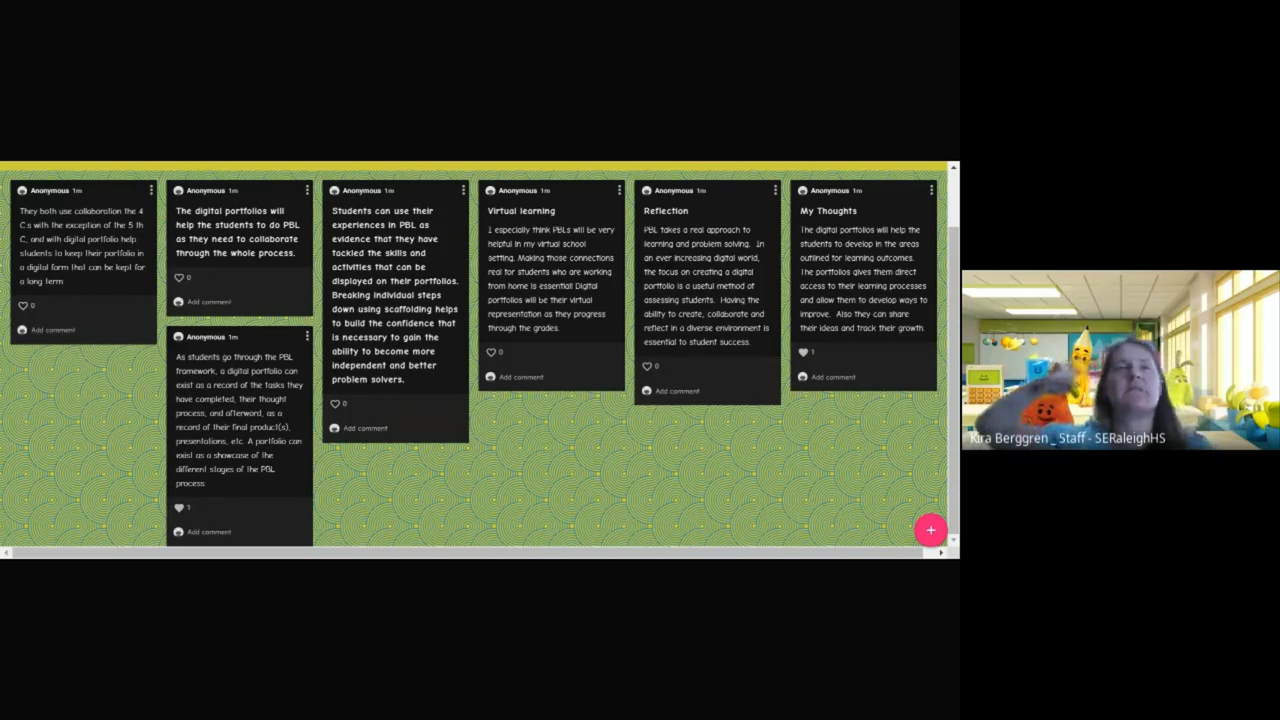 Anonymous 1m
They both use collaboration the 4
C.s with the exception of the 5 th
C, and with digital portfolio help
students to keep their portfolio in
a digital form that can be kept for
a long term
0
Add comment
Anonymous 1m
The digital portfolios will
help the students to do PBL
as they need to collaborate
through the whole process.
0
Add comment
Anonymous 1m
As students go through the PBL
framework, a digital portfolio can
exist as a record of the tasks they
have completed, their thought
process, and afterword, as a
record of their final product(s),
presentations, etc. A portfolio can
exist as a showcase of the
different stages of the PBL
process
1
Add comment
Anonymous 1m
Students can use their
experiences in PBL as
evidence that they have
tackled the skills and
activities that can be
displayed on their portfolios.
Breaking individual steps
down using scaffolding helps
to build the confidence that
is necessary to gain the
ability to become more
independent and better
problem solvers.
0
Add comment
Anonymous 1m
Virtual learning
I especially think PBLs will be very
helpful in my virtual school
setting. Making those connections
real for students who are working
from home is essential Digital
portfolios will be their virtual
representation as they progress
through the grades.
0
Add comment
Anonymous 1m
Reflection
PBL takes a real approach to
learning and problem solving. In
an ever increasing digital world,
the focus on creating a digital
portfolio is a useful method of
assessing students. Having the
ability to create, collaborate and
reflect in a diverse environment is
essential to student success.
0
Add comment
Anonymous 1m
My Thoughts
The digital portfolios will help the
students to develop in the areas
outlined for learning outcomes.
The portfolios gives them direct
access to their learning processes
and allow them to develop ways to
improve. Also they can share
their ideas and track their growth.
1
Add comment
Kira Berggren _ Staff - SERaleighHS